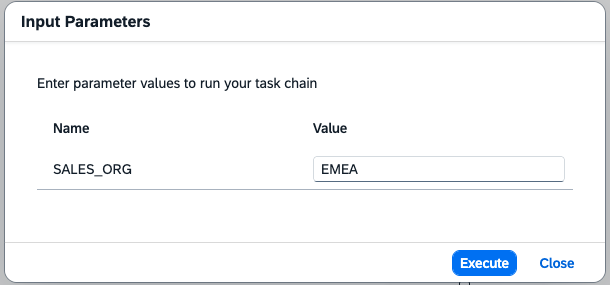 Input Parameters
Enter parameter values to run your task chain
Name Value
SALES_ORG EMEA
Execute Close